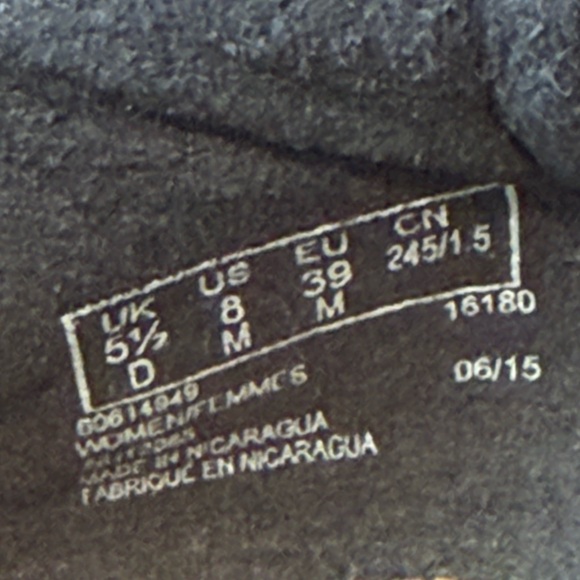 UK US EU CN
5½ 8 39 245/1.5
D M M
16180
60614949
06/15
WOMEN/FEMMES
MADE IN NICARAGUA
FABRIQUÉ EN NICARAGUA